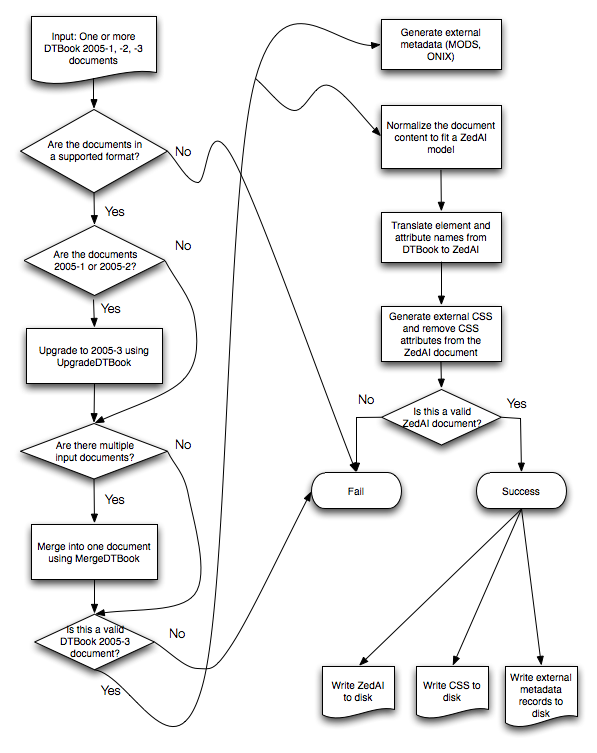 Input: One or more
DTBook 2005-1, -2, -3
documents
Are the documents in
a supported format?
No
Yes
Are the documents
2005-1 or 2005-2?
No
Yes
Upgrade to 2005-3 using
UpgradeDTBook
Are there multiple
input documents?
No
Yes
Merge into one document
using MergeDTBook
Is this a valid
DTBook 2005-3
document?
No
Yes
Generate external
metadata (MODS,
ONIX)
Normalize the document
content to fit a ZedAI
model
Translate element and
attribute names from
DTBook to ZedAI
Generate external CSS
and remove CSS
attributes from the
ZedAI document
Is this a valid
ZedAI document?
No
Yes
Fail
Success
Write ZedAI
to disk
Write CSS to
disk
Write external
metadata
records to
disk